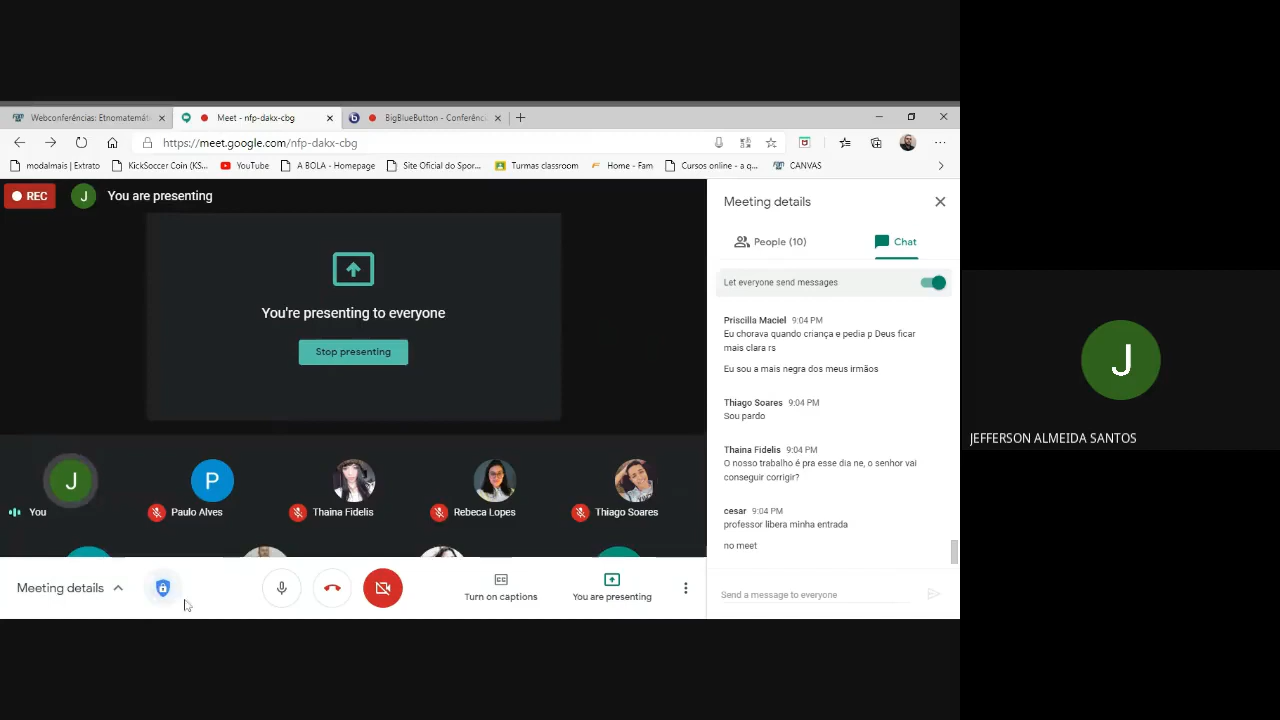 Webconferências: Etnomatemáti
Meet - nfp-dakx-cbg
BigBlueButton - Conferênci
https://meet.google.com/nfp-dakx-cbg
modalmais | Extrato
KickSoccer Coin (KS...
YouTube
A BOLA - Homepage
Site Oficial do Spor...
Turmas classroom
Home - Fam
Cursos online - a q...
CANVAS
REC
J
You are presenting
You're presenting to everyone
Stop presenting
J
P
You
Paulo Alves
Thaina Fidelis
Rebeca Lopes
Thiago Soares
Meeting details
Turn on captions
You are presenting
Meeting details
People (10)
Chat
Let everyone send messages
Priscilla Maciel 9:04 PM
Eu chorava quando criança e pedia p Deus ficar
mais clara rs
Eu sou a mais negra dos meus irmãos
Thiago Soares 9:04 PM
Sou pardo
Thaina Fidelis 9:04 PM
O nosso trabalho é pra esse dia ne, o senhor vai
conseguir corrigir?
cesar 9:04 PM
professor libera minha entrada
no meet
Send a message to everyone
J
JEFFERSON ALMEIDA SANTOS